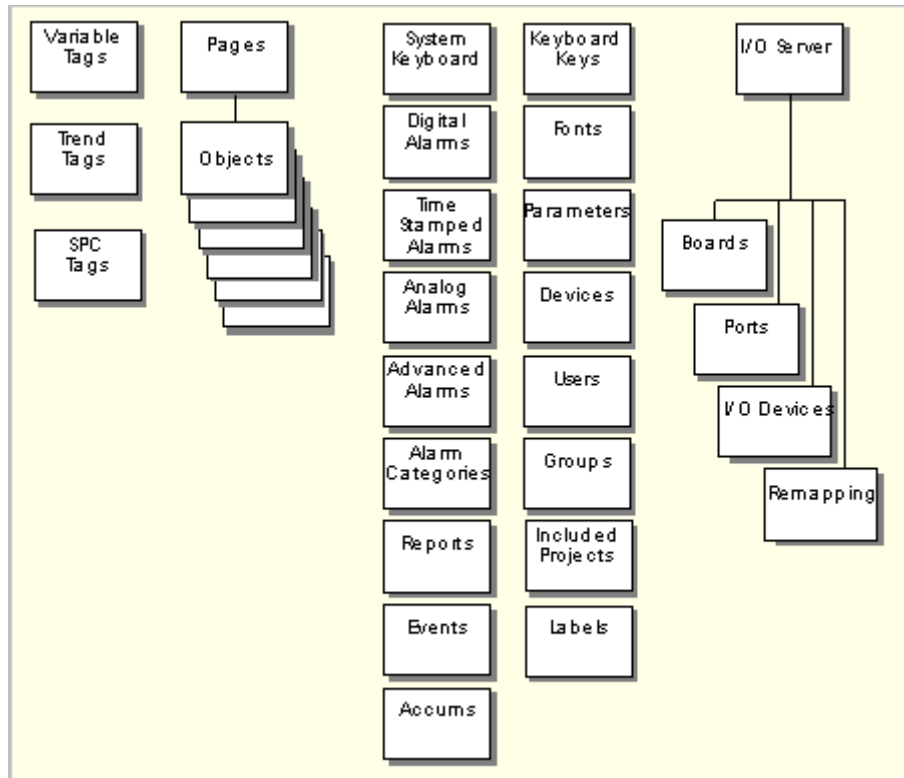 Variable
Tags
Pages
System
Keyboard
Keyboard
Keys
I/O Server
Trend
Tags
Objects
Digital
Alarms
Fonts
SPC
Tags
Time
Stamped
Alarms
Parameters
Boards
Analog
Alarms
Devices
Ports
Advanced
Alarms
Users
I/O Devices
Alarm
Categories
Groups
Remapping
Reports
Included
Projects
Events
Labels
Accums